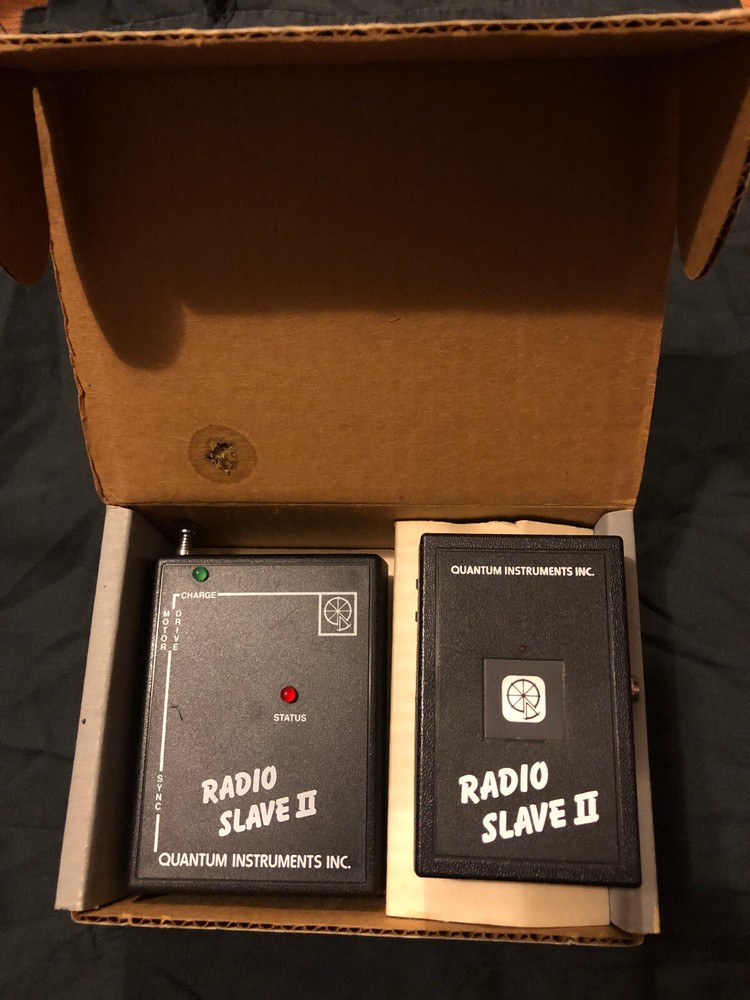 CHARGE
MOTOR
DRIVE
STATUS
SYNC
RADIO
SLAVE II
QUANTUM INSTRUMENTS INC.
QUANTUM INSTRUMENTS INC.
RADIO
SLAVE II